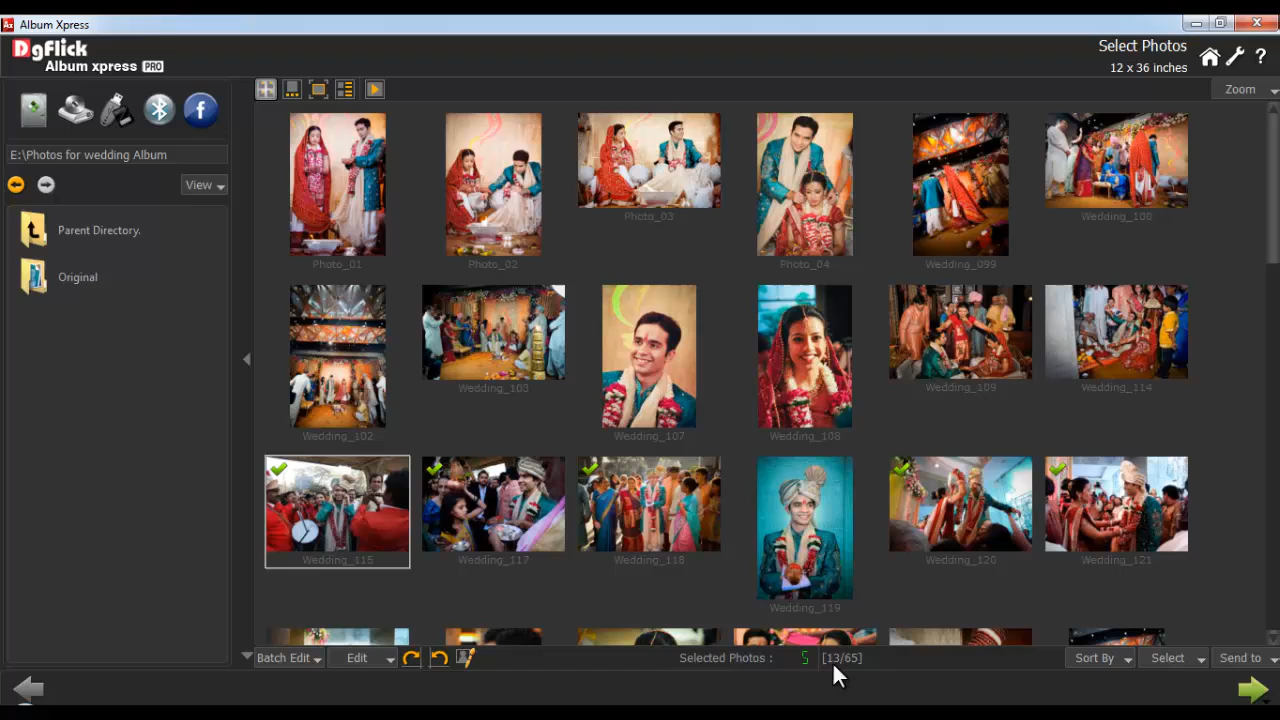 Album Xpress
DgFlick
Album xpress PRO
Select Photos
12 x 36 inches
Zoom
E:\Photos for wedding Album
View
Parent Directory.
Original
Photo_01
Photo_02
Photo_03
Photo_04
Wedding_099
Wedding_100
Wedding_102
Wedding_103
Wedding_107
Wedding_108
Wedding_109
Wedding_114
Wedding_115
Wedding_117
Wedding_118
Wedding_119
Wedding_120
Wedding_121
Batch Edit
Edit
Selected Photos : 5 [13/65]
Sort By
Select
Send to